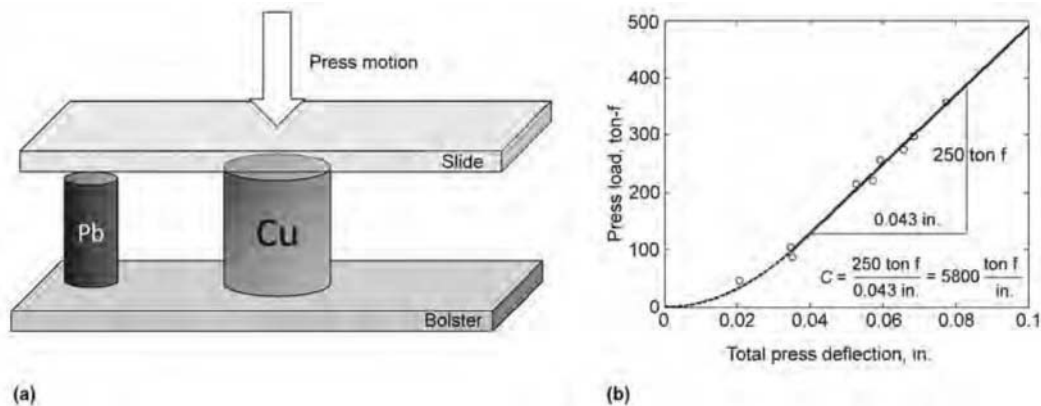 Press motion
Slide
Pb
Cu
Bolster
(a)
500
400
300
200
100
0
Press load, ton-f
250 ton f
0.043 in.
C = 250 ton f / 0.043 in. = 5800 ton f / in.
0
0.02
0.04
0.06
0.08
0.1
Total press deflection, in.
(b)